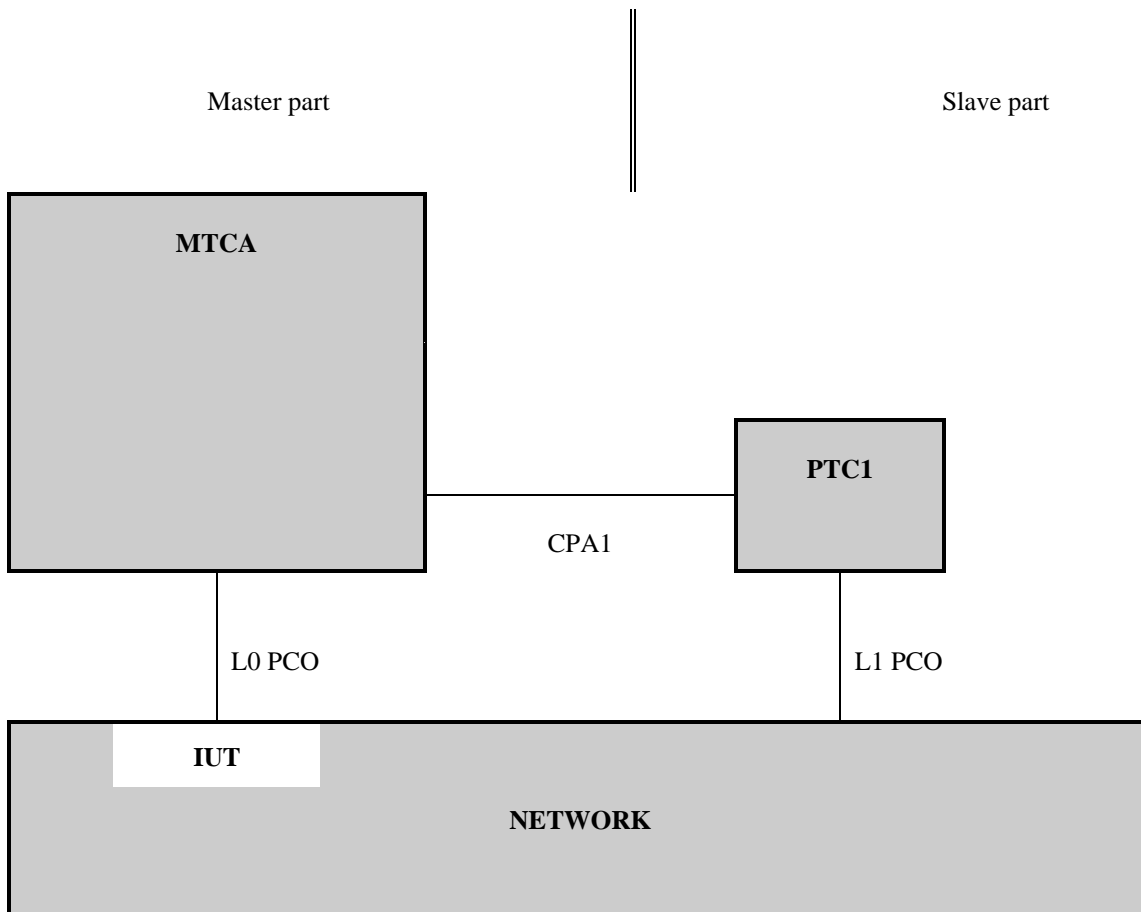 Master part
Slave part
MTCA
PTC1
CPA1
L0 PCO
L1 PCO
IUT
NETWORK